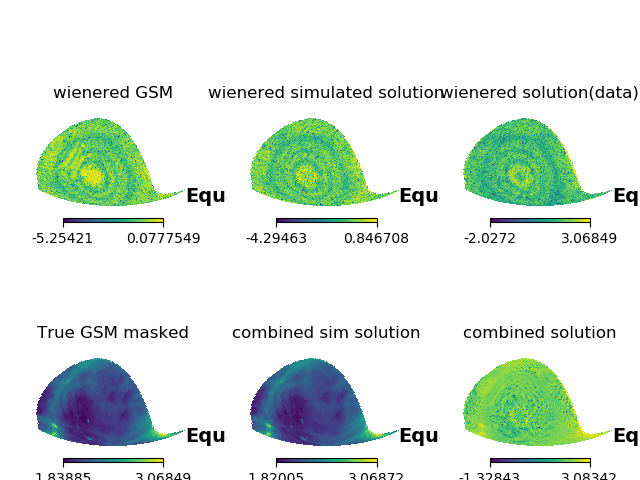 wienered GSM
wienered simulated solution
wienered solution(data)
Equ
Equ
Eq
-5.25421 0.0777549
-4.29463 0.846708
-2.0272 3.06849
True GSM masked
combined sim solution
combined solution
Equ
Equ
Eq
1.83885 3.06849
1.82005 3.06872
-1.32843 3.08342